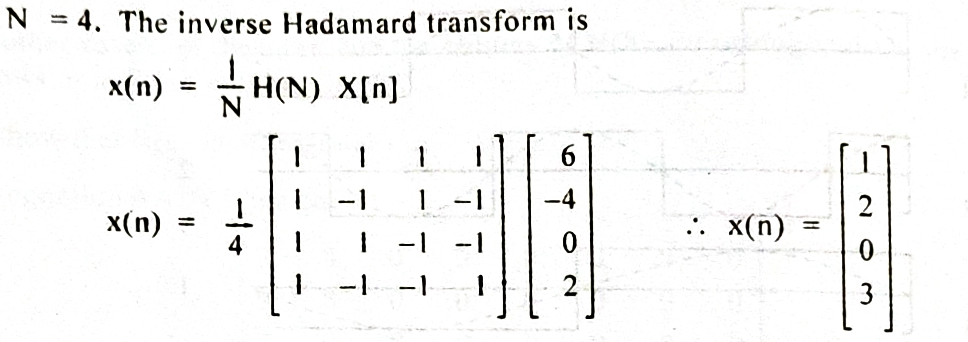 N = 4. The inverse Hadamard transform is
x(n) = 1/N H(N) X[n]
x(n) = 1/4 [1 1 1 1; 1 -1 1 -1; 1 1 -1 -1; 1 -1 -1 1] [6; -4; 0; 2] ∴ x(n) = [1; 2; 0; 3]